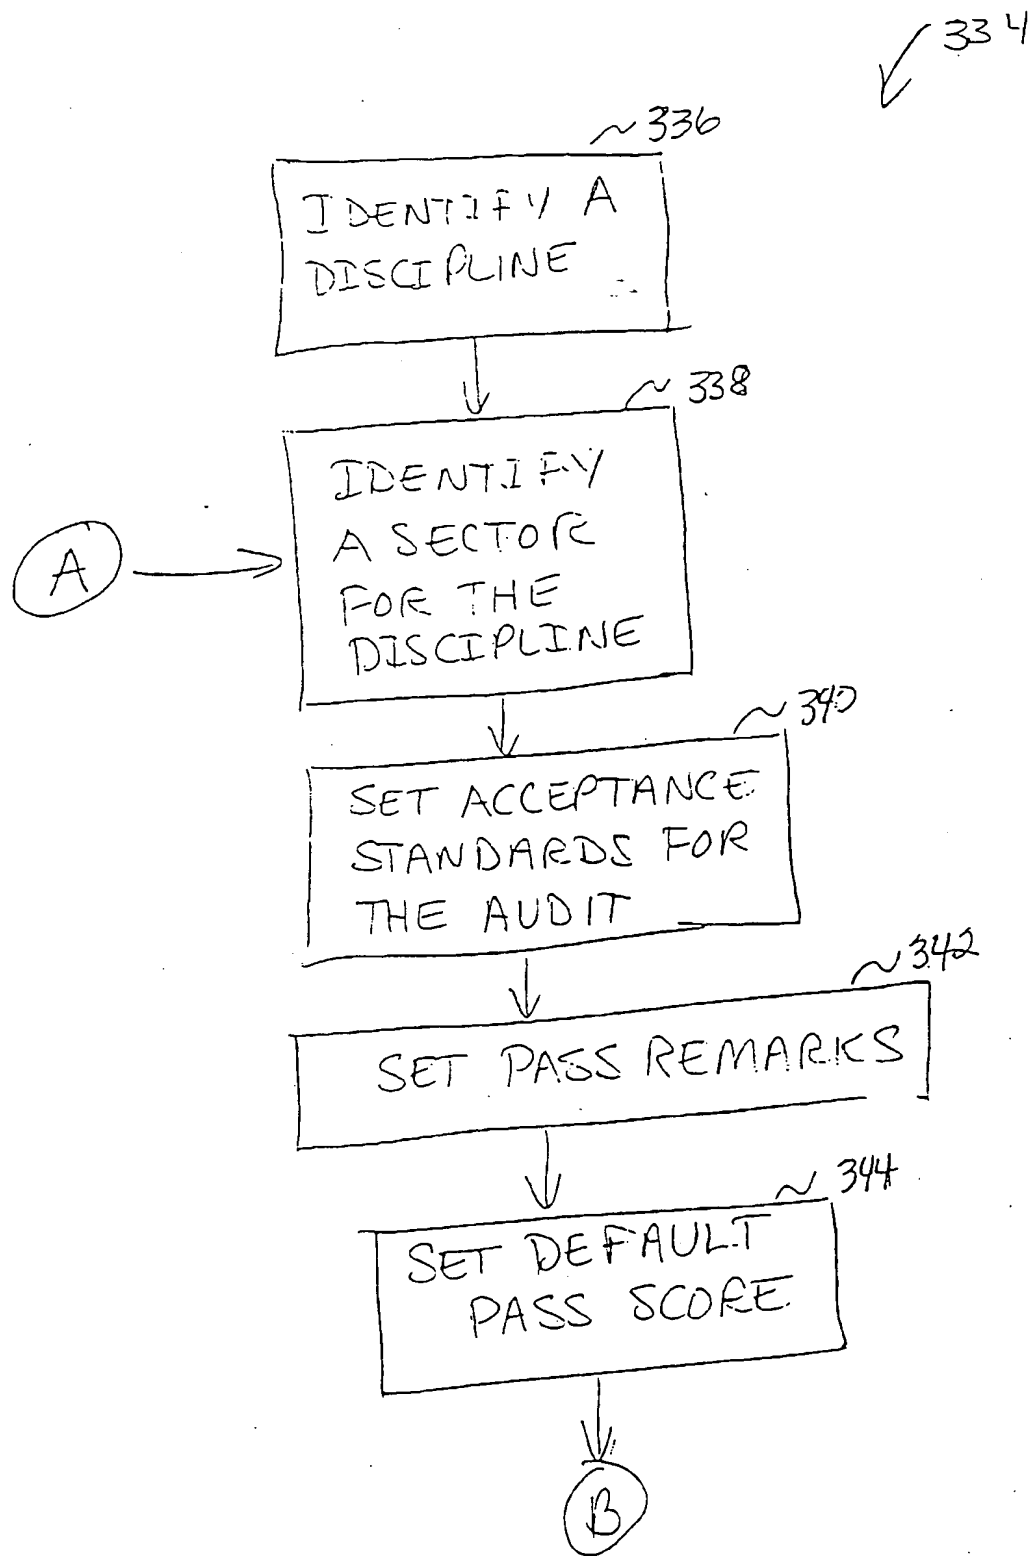 334
~336
IDENTIFY A
DISCIPLINE
~338
IDENTIFY
A SECTOR
FOR THE
DISCIPLINE
A
~340
SET ACCEPTANCE
STANDARDS FOR
THE AUDIT
~342
SET PASS REMARKS
~344
SET DEFAULT
PASS SCORE
B